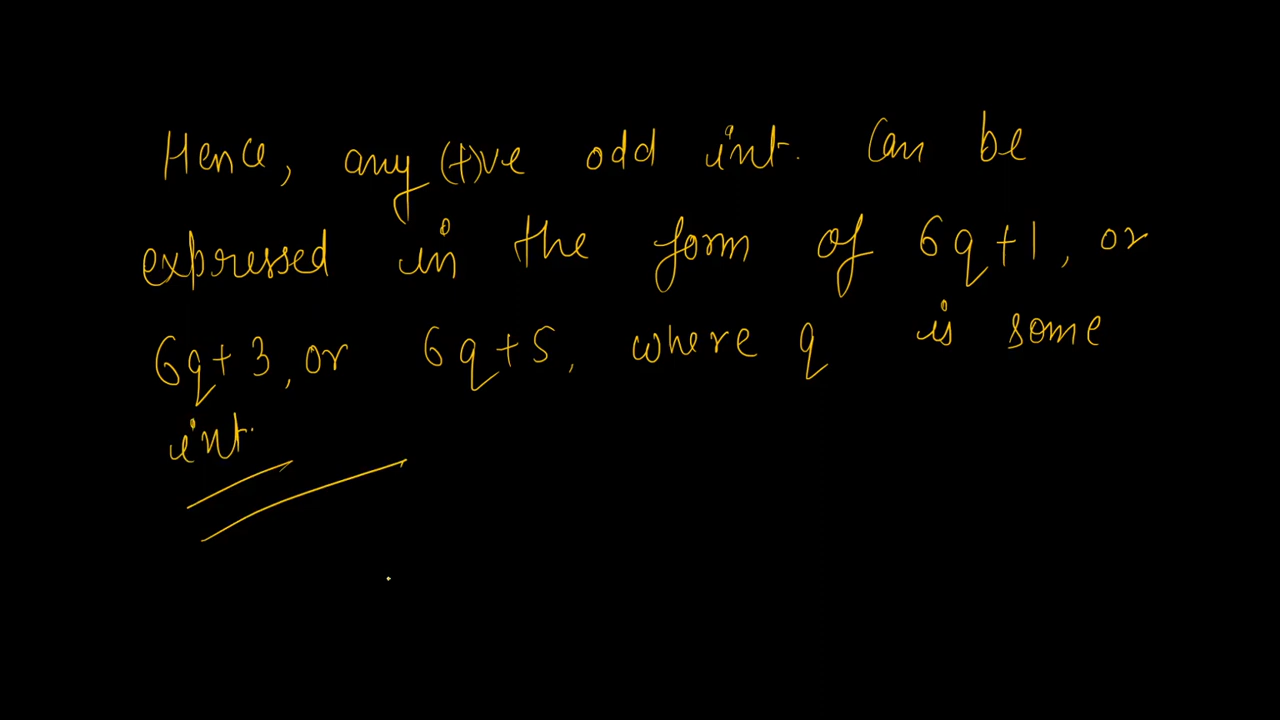 Hence, any (+)ve odd int. Can be
expressed in the form of 6q+1, or
6q+3, or 6q+5, where q is some
int.